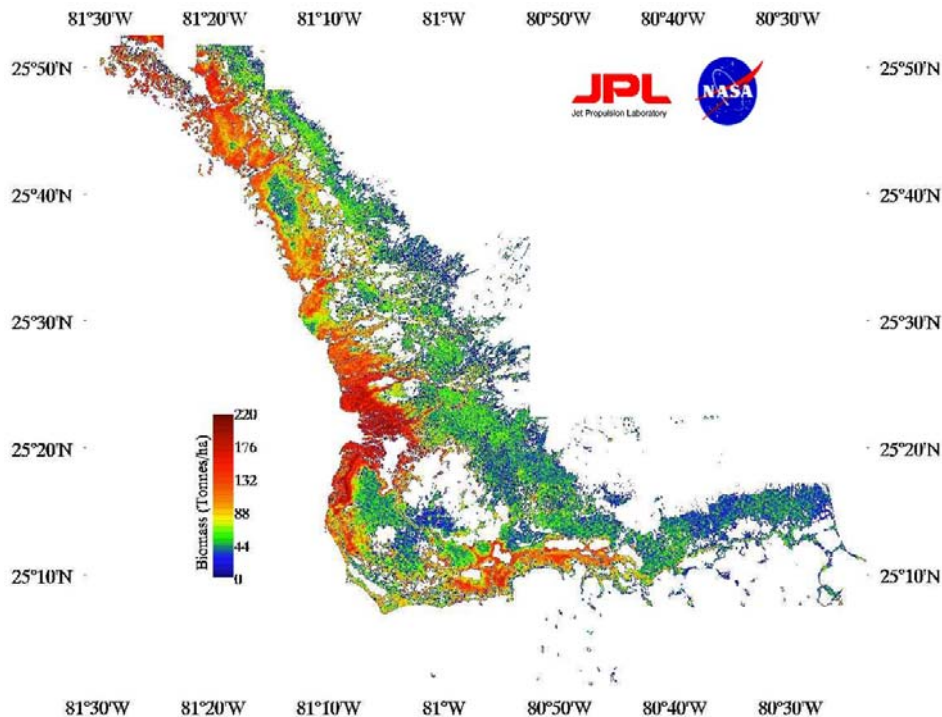 81°30'W 81°20'W 81°10'W 81°9'W 80°50'W 80°40'W 80°30'W
25°50'N 25°50'N
JPL
Jet Propulsion Laboratory
NASA
25°40'N 25°40'N
25°30'N 25°30'N
220
176
132
88
44
0
Biomass (Tonnes/ha)
25°20'N 25°20'N
25°10'N 25°10'N
81°30'W 81°20'W 81°10'W 81°9'W 80°50'W 80°40'W 80°30'W